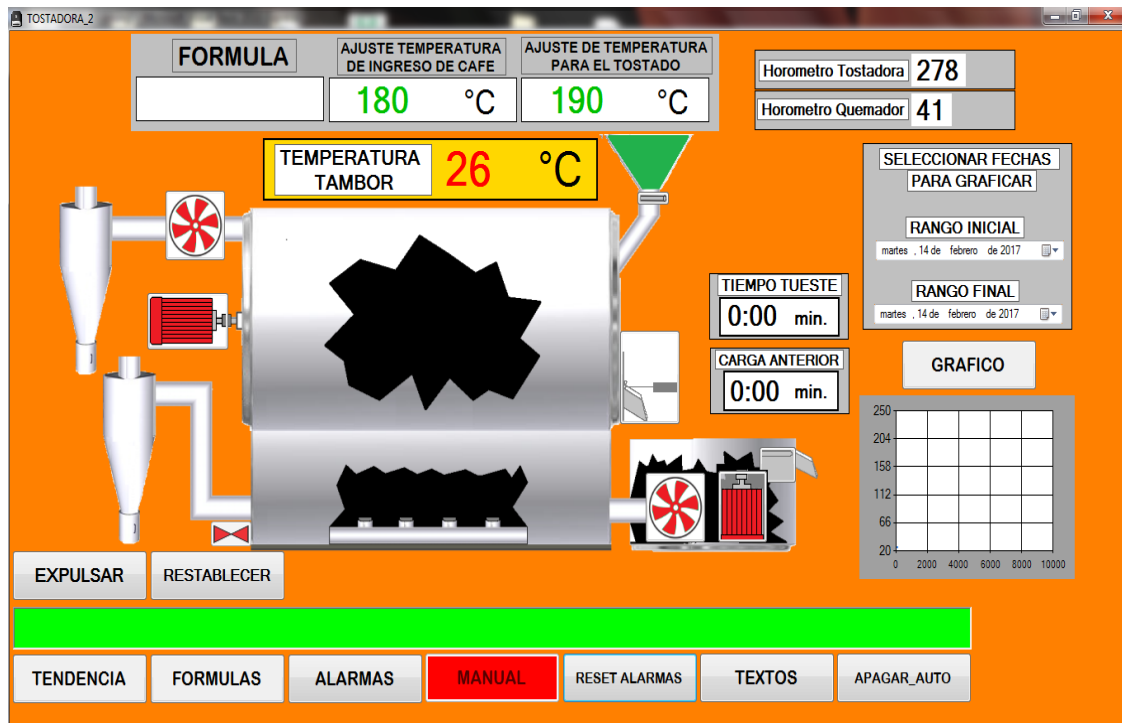 TOSTADORA_2
FORMULA
AJUSTE TEMPERATURA
DE INGRESO DE CAFE
180 °C
AJUSTE DE TEMPERATURA
PARA EL TOSTADO
190 °C
Horometro Tostadora 278
Horometro Quemador 41
TEMPERATURA
TAMBOR
26 °C
SELECCIONAR FECHAS
PARA GRAFICAR
RANGO INICIAL
martes , 14 de febrero de 2017
RANGO FINAL
martes , 14 de febrero de 2017
TIEMPO TUESTE
0:00 min.
CARGA ANTERIOR
0:00 min.
GRAFICO
250
204
158
112
66
20
0 2000 4000 6000 8000 10000
EXPULSAR RESTABLECER
TENDENCIA FORMULAS ALARMAS MANUAL RESET ALARMAS TEXTOS APAGAR_AUTO